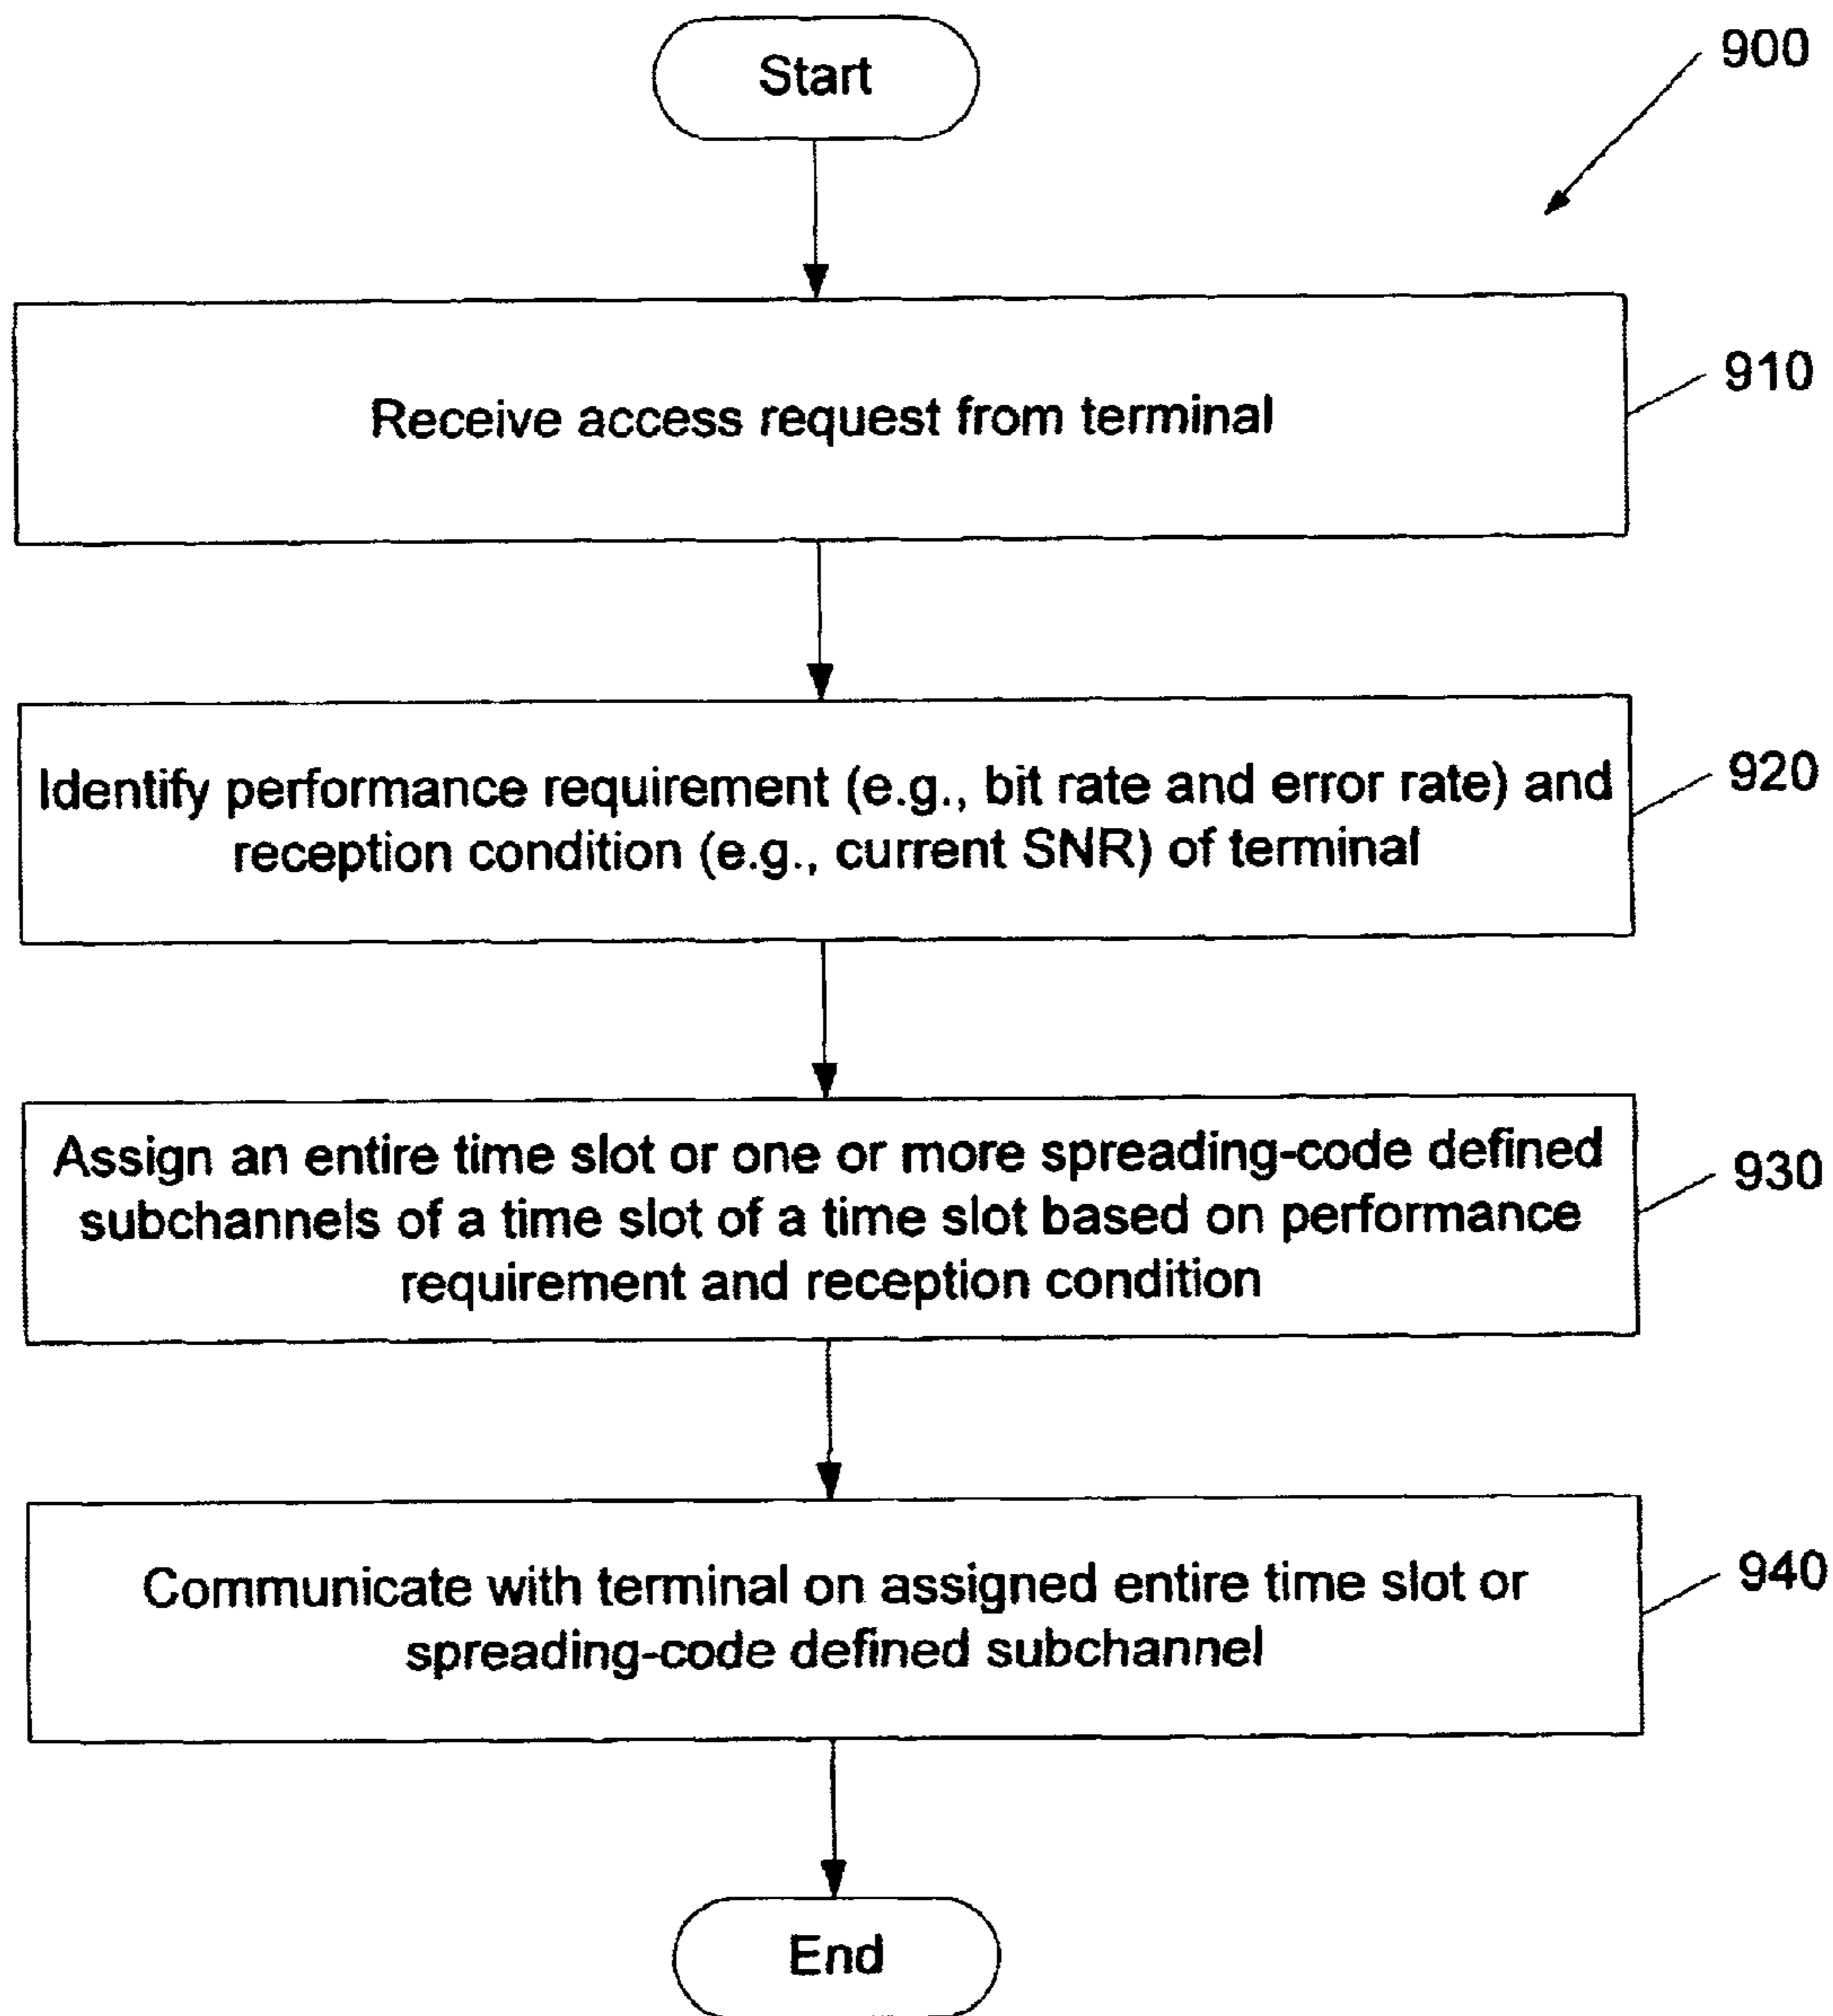 Start
900
Receive access request from terminal
910
Identify performance requirement (e.g., bit rate and error rate) and
reception condition (e.g., current SNR) of terminal
920
Assign an entire time slot or one or more spreading-code defined
subchannels of a time slot of a time slot based on performance
requirement and reception condition
930
Communicate with terminal on assigned entire time slot or
spreading-code defined subchannel
940
End